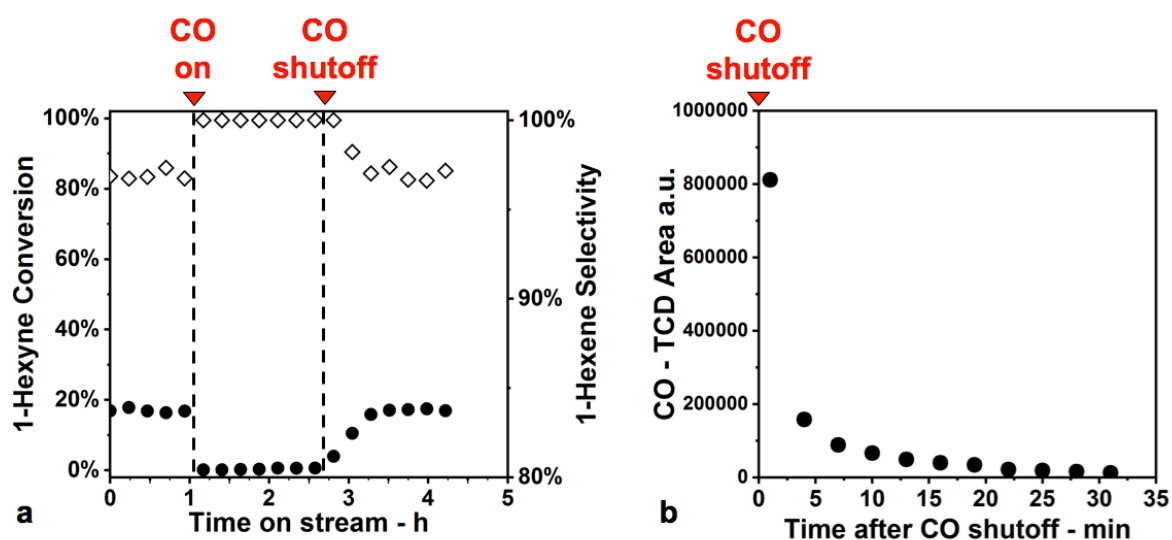 CO
on
CO
shutoff
1-Hexyne Conversion
100%
80%
60%
40%
20%
0%
100%
90%
80%
1-Hexene Selectivity
0 1 2 3 4 5
Time on stream - h
a
CO
shutoff
CO - TCD Area a.u.
1000000
800000
600000
400000
200000
0
0 5 10 15 20 25 30 35
Time after CO shutoff - min
b